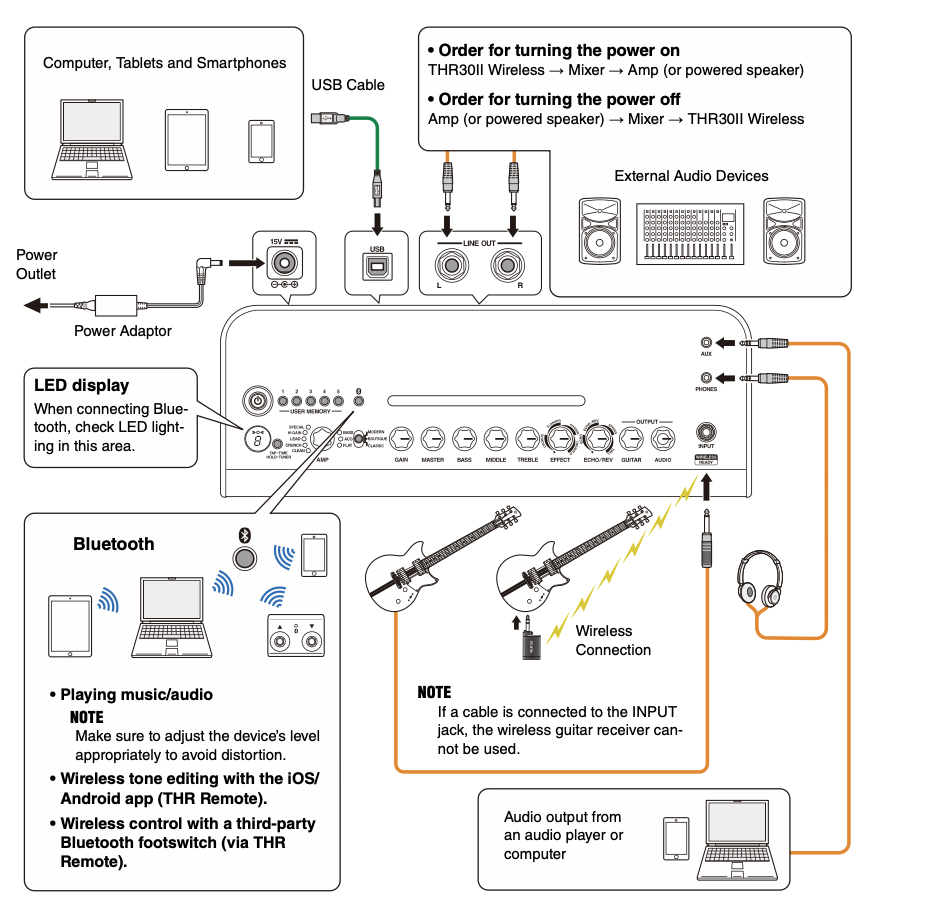 Computer, Tablets and Smartphones
USB Cable
• Order for turning the power on
THR30II Wireless → Mixer → Amp (or powered speaker)
• Order for turning the power off
Amp (or powered speaker) → Mixer → THR30II Wireless
External Audio Devices
15V
USB
LINE OUT
L
R
Power
Outlet
Power Adaptor
AUX
PHONES
LED display
When connecting Blue-
tooth, check LED light-
ing in this area.
1 2 3 4 5
USER MEMORY
8
TAP•TIME
HOLD•TUNER
SPECIAL
HI GAIN
LEAD
CRUNCH
CLEAN
AMP
BASS
ACO
FLAT
MODERN
BOUTIQUE
CLASSIC
GAIN
MASTER
BASS
MIDDLE
TREBLE
EFFECT
ECHO/REV
OUTPUT
GUITAR
AUDIO
INPUT
WIRELESS
READY
Bluetooth
• Playing music/audio
NOTE
Make sure to adjust the device's level
appropriately to avoid distortion.
• Wireless tone editing with the iOS/
Android app (THR Remote).
• Wireless control with a third-party
Bluetooth footswitch (via THR
Remote).
Wireless
Connection
NOTE
If a cable is connected to the INPUT
jack, the wireless guitar receiver can-
not be used.
Audio output from
an audio player or
computer